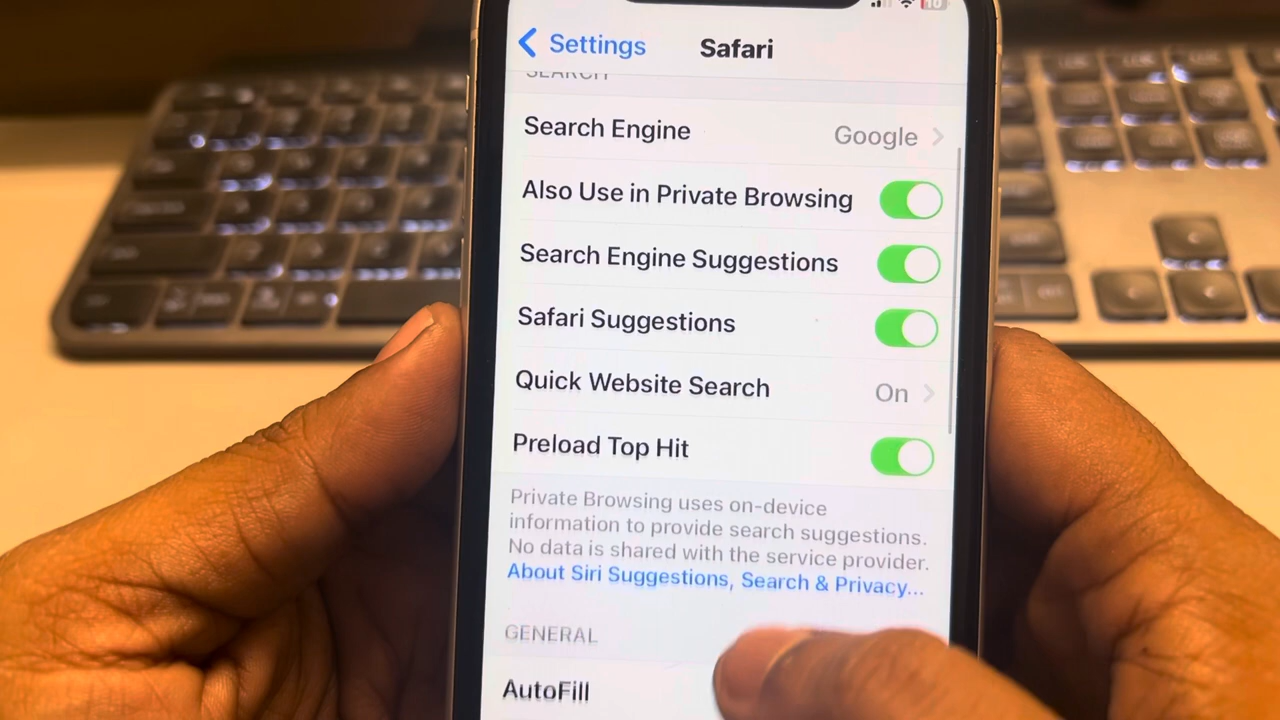 10
Settings
Safari
SEARCH
Search Engine
Google
Also Use in Private Browsing
Search Engine Suggestions
Safari Suggestions
Quick Website Search
On
Preload Top Hit
Private Browsing uses on-device
information to provide search suggestions.
No data is shared with the service provider.
About Siri Suggestions, Search & Privacy...
GENERAL
AutoFill